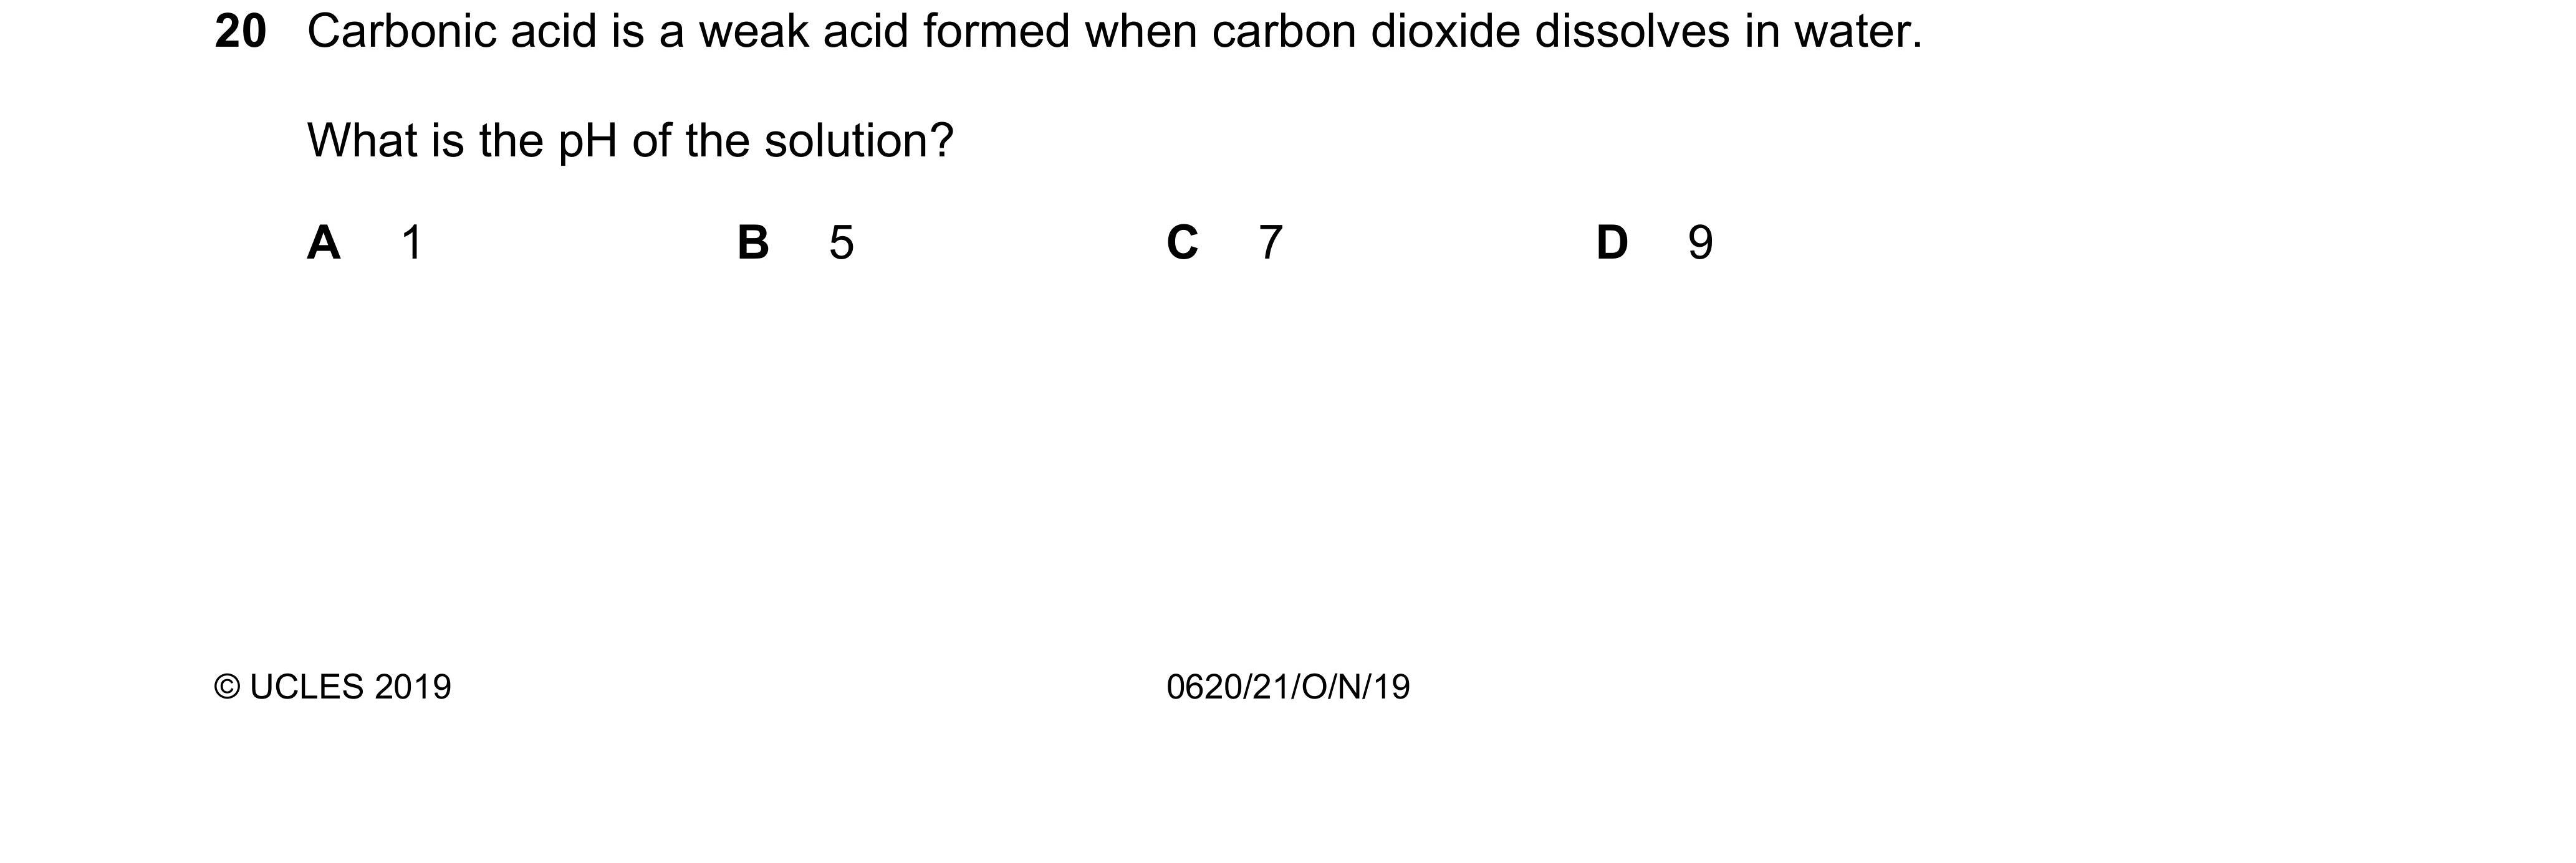 20 Carbonic acid is a weak acid formed when carbon dioxide dissolves in water.
What is the pH of the solution?
A 1 B 5 C 7 D 9
© UCLES 2019 0620/21/O/N/19